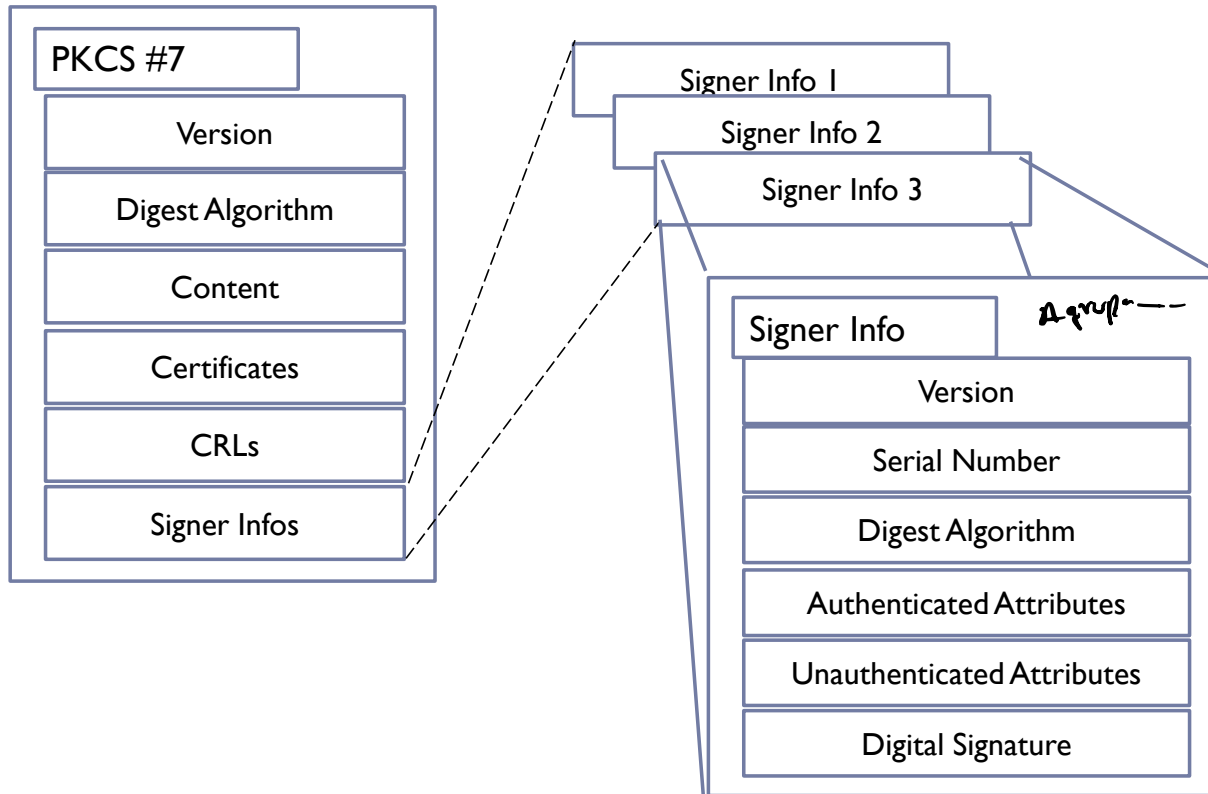 PKCS #7
Version
Digest Algorithm
Content
Certificates
CRLs
Signer Infos
Signer Info 1
Signer Info 2
Signer Info 3
Signer Info
Version
Serial Number
Digest Algorithm
Authenticated Attributes
Unauthenticated Attributes
Digital Signature